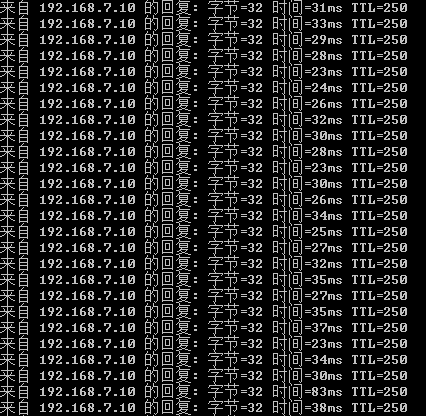 来自 192.168.7.10 的回复: 字节=32 时间=31ms TTL=250
来自 192.168.7.10 的回复: 字节=32 时间=33ms TTL=250
来自 192.168.7.10 的回复: 字节=32 时间=29ms TTL=250
来自 192.168.7.10 的回复: 字节=32 时间=28ms TTL=250
来自 192.168.7.10 的回复: 字节=32 时间=23ms TTL=250
来自 192.168.7.10 的回复: 字节=32 时间=24ms TTL=250
来自 192.168.7.10 的回复: 字节=32 时间=26ms TTL=250
来自 192.168.7.10 的回复: 字节=32 时间=32ms TTL=250
来自 192.168.7.10 的回复: 字节=32 时间=30ms TTL=250
来自 192.168.7.10 的回复: 字节=32 时间=28ms TTL=250
来自 192.168.7.10 的回复: 字节=32 时间=23ms TTL=250
来自 192.168.7.10 的回复: 字节=32 时间=30ms TTL=250
来自 192.168.7.10 的回复: 字节=32 时间=26ms TTL=250
来自 192.168.7.10 的回复: 字节=32 时间=34ms TTL=250
来自 192.168.7.10 的回复: 字节=32 时间=25ms TTL=250
来自 192.168.7.10 的回复: 字节=32 时间=27ms TTL=250
来自 192.168.7.10 的回复: 字节=32 时间=32ms TTL=250
来自 192.168.7.10 的回复: 字节=32 时间=35ms TTL=250
来自 192.168.7.10 的回复: 字节=32 时间=27ms TTL=250
来自 192.168.7.10 的回复: 字节=32 时间=35ms TTL=250
来自 192.168.7.10 的回复: 字节=32 时间=37ms TTL=250
来自 192.168.7.10 的回复: 字节=32 时间=23ms TTL=250
来自 192.168.7.10 的回复: 字节=32 时间=34ms TTL=250
来自 192.168.7.10 的回复: 字节=32 时间=30ms TTL=250
来自 192.168.7.10 的回复: 字节=32 时间=83ms TTL=250
来自 192.168.7.10 的回复: 字节=32 时间=38ms TTL=250